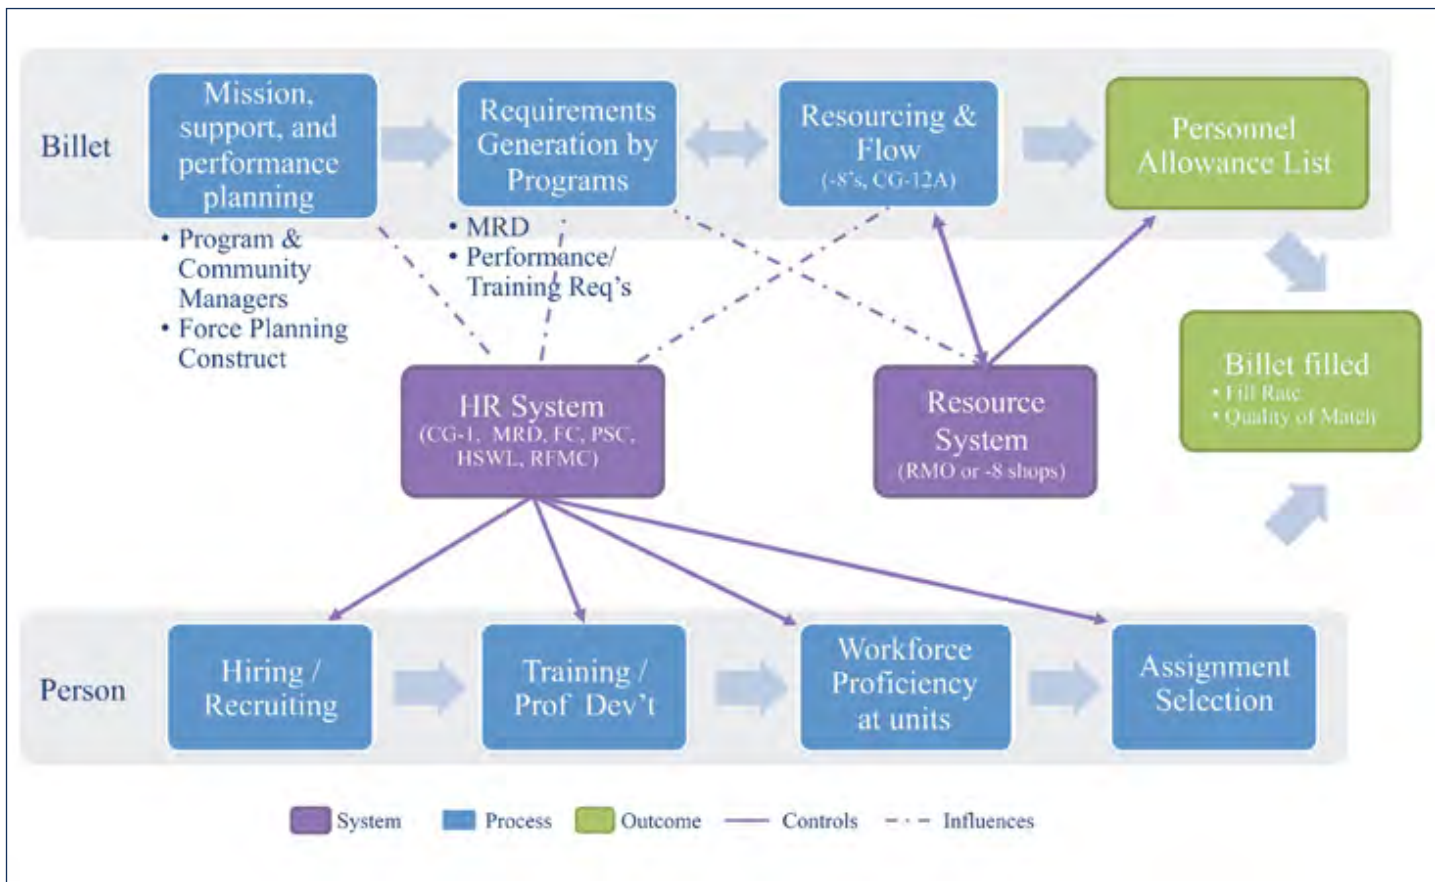 Billet
Mission,
support, and
performance
planning
Requirements
Generation by
Programs
Resourcing &
Flow
(-8's, CG-12A)
Personnel
Allowance List
• Program &
Community
Managers
• Force Planning
Construct
• MRD
• Performance/
Training Req's
HR System
(CG-1, MRD, FC, PSC,
HSWL, RFMC)
Resource
System
(RMO or -8 shops)
Billet filled
• Fill Rate
• Quality of Match
Person
Hiring /
Recruiting
Training /
Prof Dev't
Workforce
Proficiency
at units
Assignment
Selection
System
Process
Outcome
Controls
Influences